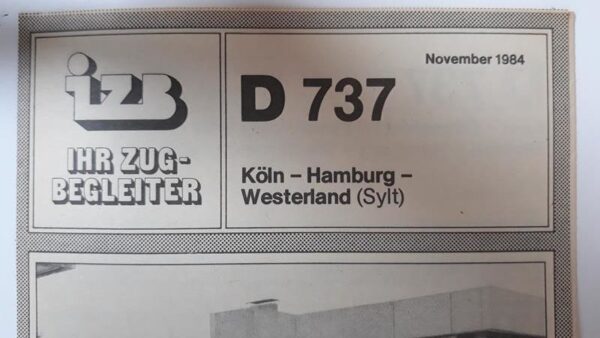 izb
IHR ZUG-
BEGLEITER
November 1984
D 737
Köln – Hamburg –
Westerland (Sylt)